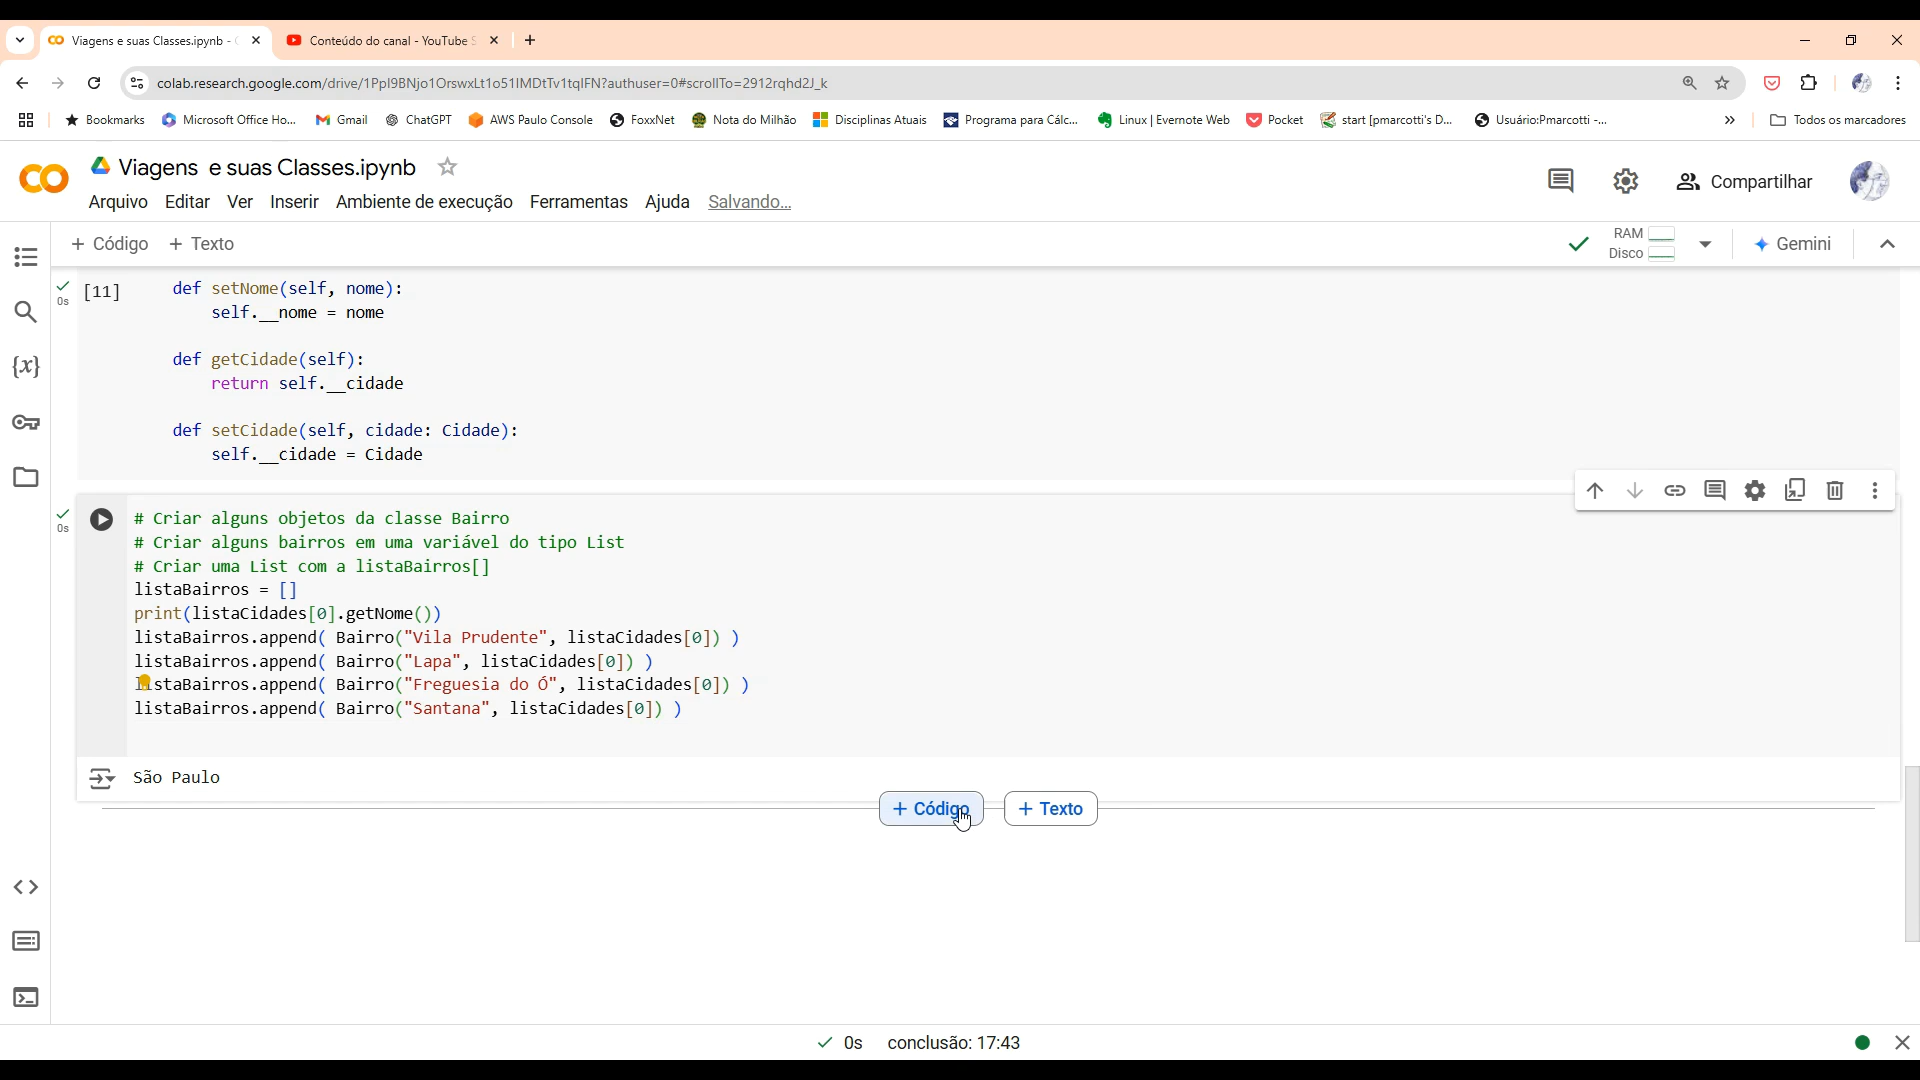 Viagens e suas Classes.ipynb -
Conteúdo do canal - YouTube
colab.research.google.com/drive/1PpI9BNjo1OrswxLt1o51IMDtTv1tqIFN?authuser=0#scrollTo=2912rqhd2J_k
Bookmarks
Microsoft Office Ho...
Gmail
ChatGPT
AWS Paulo Console
FoxxNet
Nota do Milhão
Disciplinas Atuais
Programa para Cálc...
Linux | Evernote Web
Pocket
start [pmarcotti's D...
Usuário:Pmarcotti -...
»
Todos os marcadores
Viagens e suas Classes.ipynb
Arquivo Editar Ver Inserir Ambiente de execução Ferramentas Ajuda Salvando...
Compartilhar
+ Código + Texto
RAM
Disco
Gemini
{x}
0s
[11]
def setNome(self, nome):
self.__nome = nome
def getCidade(self):
return self.__cidade
def setCidade(self, cidade: Cidade):
self.__cidade = Cidade
0s
# Criar alguns objetos da classe Bairro
# Criar alguns bairros em uma variável do tipo List
# Criar uma List com a listaBairros[]
listaBairros = []
print(listaCidades[0].getNome())
listaBairros.append( Bairro("Vila Prudente", listaCidades[0]) )
listaBairros.append( Bairro("Lapa", listaCidades[0]) )
listaBairros.append( Bairro("Freguesia do Ó", listaCidades[0]) )
listaBairros.append( Bairro("Santana", listaCidades[0]) )
São Paulo
+ Código + Texto
0s conclusão: 17:43